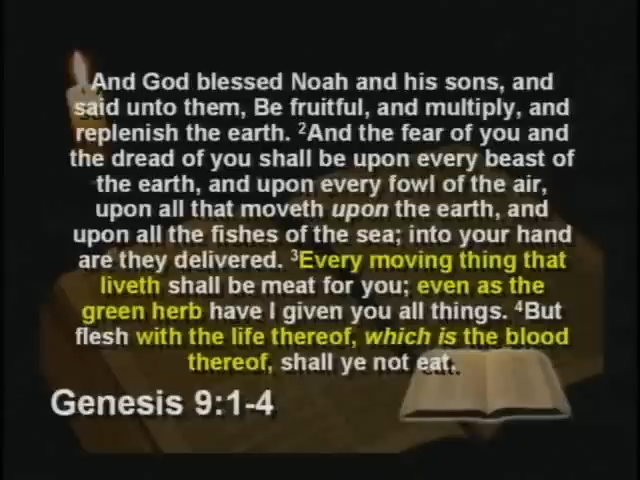 And God blessed Noah and his sons, and
said unto them, Be fruitful, and multiply, and
replenish the earth. ²And the fear of you and
the dread of you shall be upon every beast of
the earth, and upon every fowl of the air,
upon all that moveth upon the earth, and
upon all the fishes of the sea; into your hand
are they delivered. ³Every moving thing that
liveth shall be meat for you; even as the
green herb have I given you all things. ⁴But
flesh with the life thereof, which is the blood
thereof, shall ye not eat.
Genesis 9:1-4